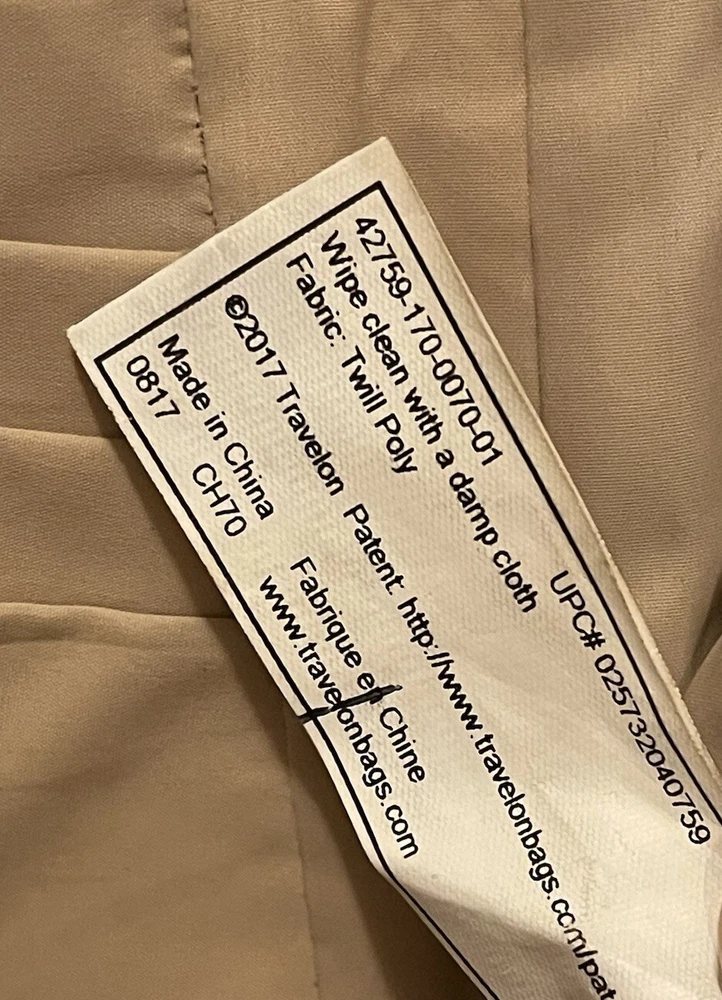 42759-170-0070-01 UPC# 025732040759
Wipe clean with a damp cloth
Fabric: Twill Poly
©2017 Travelon Patent: http://www.travelonbags.com/pat
Made in China Fabrique en Chine
0817 CH70 www.travelonbags.com